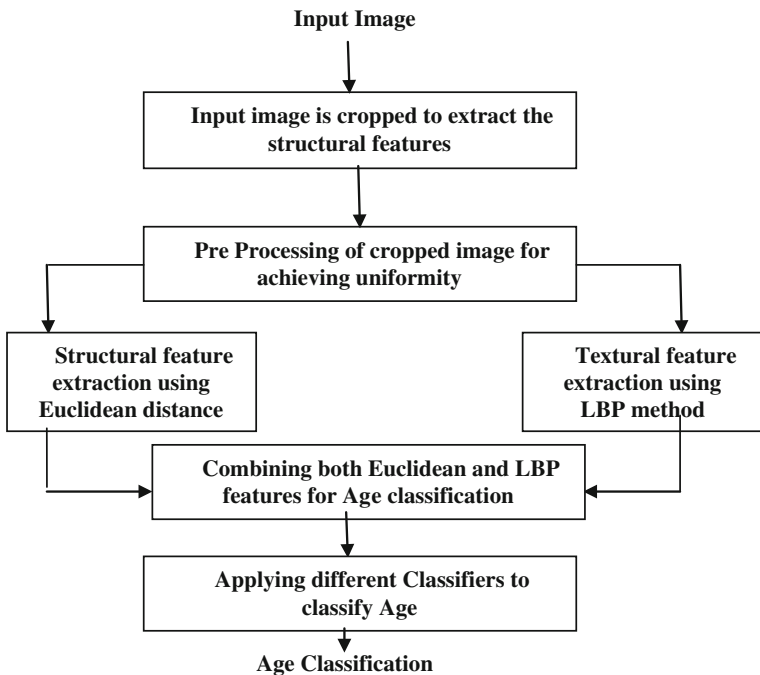 Input Image
Input image is cropped to extract the
structural features
Pre Processing of cropped image for
achieving uniformity
Structural feature
extraction using
Euclidean distance
Textural feature
extraction using
LBP method
Combining both Euclidean and LBP
features for Age classification
Applying different Classifiers to
classify Age
Age Classification